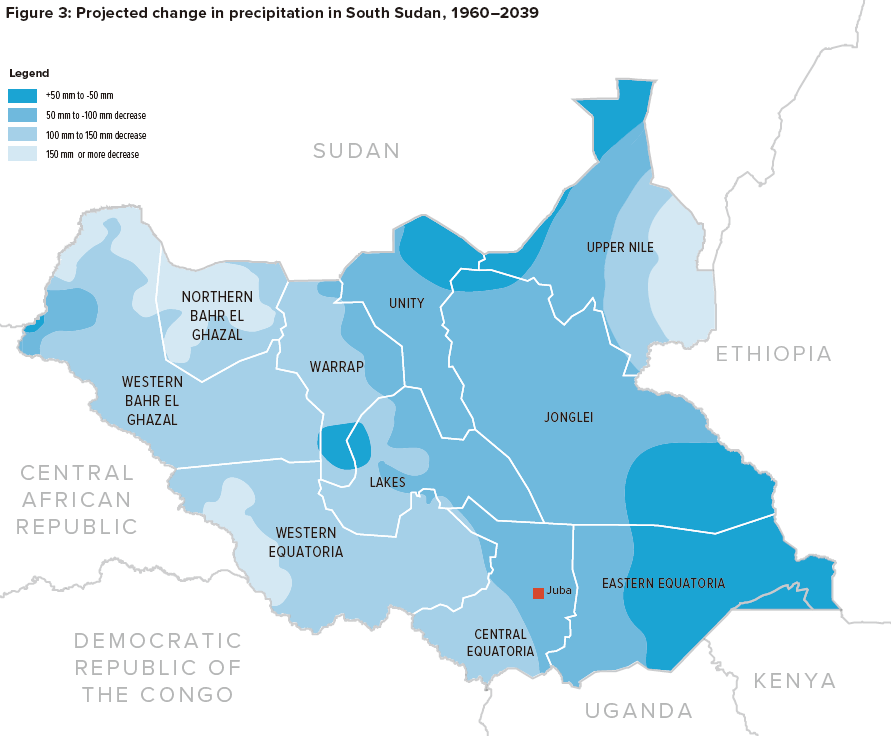 Figure 3: Projected change in precipitation in South Sudan, 1960–2039
Legend
+50 mm to -50 mm
50 mm to -100 mm decrease
100 mm to 150 mm decrease
150 mm or more decrease
SUDAN
UPPER NILE
NORTHERN
BAHR EL
GHAZAL
UNITY
ETHIOPIA
WARRAP
WESTERN
BAHR EL
GHAZAL
JONGLEI
CENTRAL
AFRICAN
REPUBLIC
LAKES
WESTERN
EQUATORIA
EASTERN EQUATORIA
Juba
DEMOCRATIC
REPUBLIC OF
THE CONGO
CENTRAL
EQUATORIA
KENYA
UGANDA